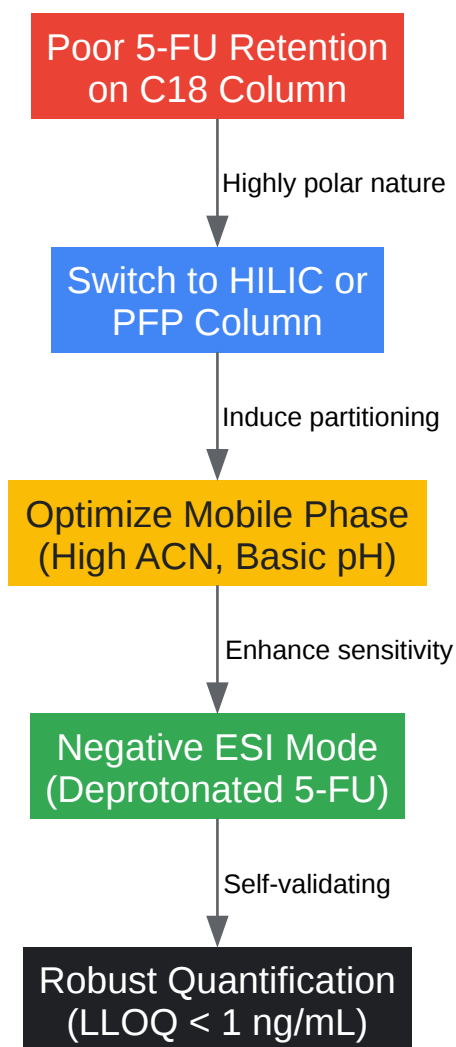 Poor 5-FU Retention
on C18 Column
Highly polar nature
Switch to HILIC or
PFP Column
Induce partitioning
Optimize Mobile Phase
(High ACN, Basic pH)
Enhance sensitivity
Negative ESI Mode
(Deprotonated 5-FU)
Self-validating
Robust Quantification
(LLOQ < 1 ng/mL)